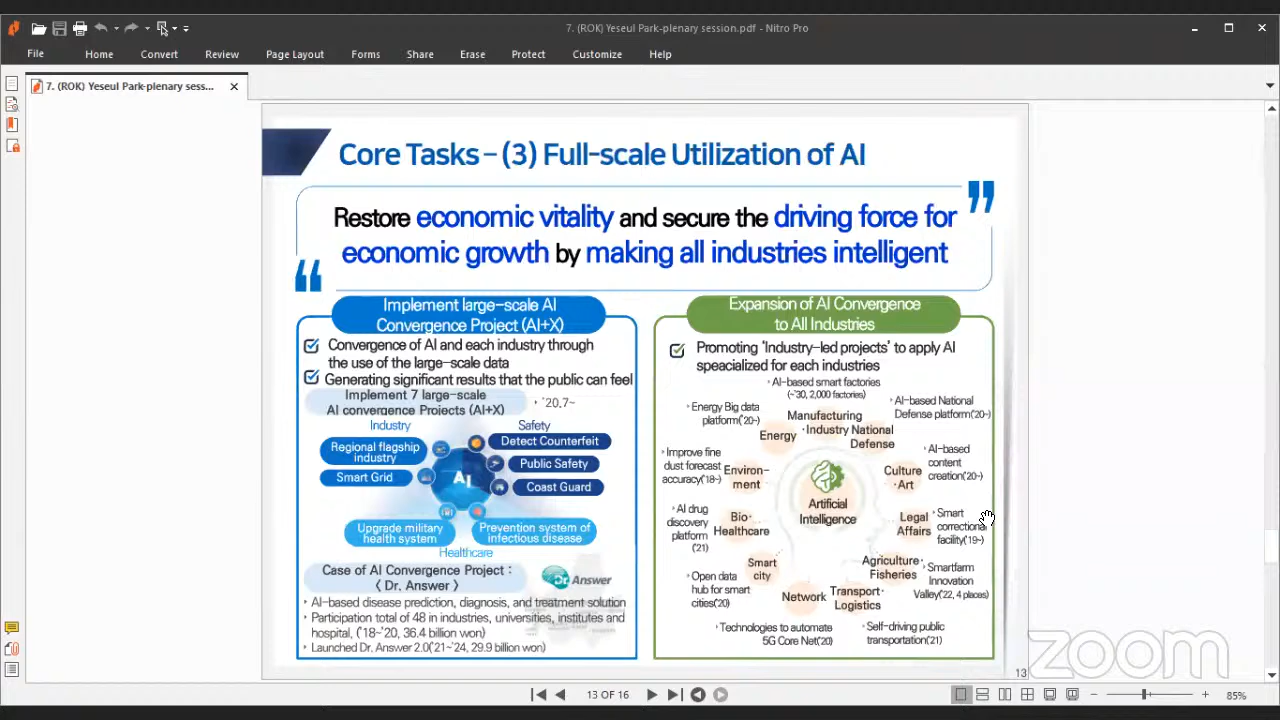 7. (ROK) Yeseul Park-plenary session.pdf - Nitro Pro
File Home Convert Review Page Layout Forms Share Erase Protect Customize Help
7. (ROK) Yeseul Park-plenary sess...
Core Tasks – (3) Full-scale Utilization of AI
Restore economic vitality and secure the driving force for
economic growth by making all industries intelligent
Implement large-scale AI
Convergence Project (AI+X)
Convergence of AI and each industry through
the use of the large-scale data
Generating significant results that the public can feel
Implement 7 large-scale
AI convergence Projects (AI+X)
· '20.7~
Industry
Safety
Regional flagship
industry
Smart Grid
AI
Detect Counterfeit
Public Safety
Coast Guard
Upgrade military
health system
Prevention system of
infectious disease
Healthcare
Case of AI Convergence Project :
〈 Dr. Answer 〉
Dr. Answer
· AI-based disease prediction, diagnosis, and treatment solution
· Participation total of 48 in industries, universities, institutes and
hospital, ('18~'20, 36.4 billion won)
· Launched Dr. Answer 2.0('21~'24, 29.9 billion won)
Expansion of AI Convergence
to All Industries
Promoting 'Industry-led projects' to apply AI
speacialized for each industries
· AI-based smart factories
(~'30, 2,000 factories)
· Energy Big data
platform('20~)
· AI-based National
Defense platform('20~)
Manufacturing
· Industry
National
Defense
Energy
· Improve fine
dust forecast
accuracy('18~)
Environ-
ment
Culture
·Art
· AI-based
content
creation('20~)
Artificial
Intelligence
· AI drug
discovery
platform
('21)
Bio·
Healthcare
Legal
Affairs
· Smart
correctional
facility('19~)
Smart
city
Agriculture·
Fisheries
· Open data
hub for smart
cities('20)
· Smartfarm
Innovation
Valley('22, 4 places)
Network
Transport·
Logistics
· Technologies to automate
5G Core Net('20)
· Self-driving public
transportation('21)
13
zoom
13 OF 16
85%